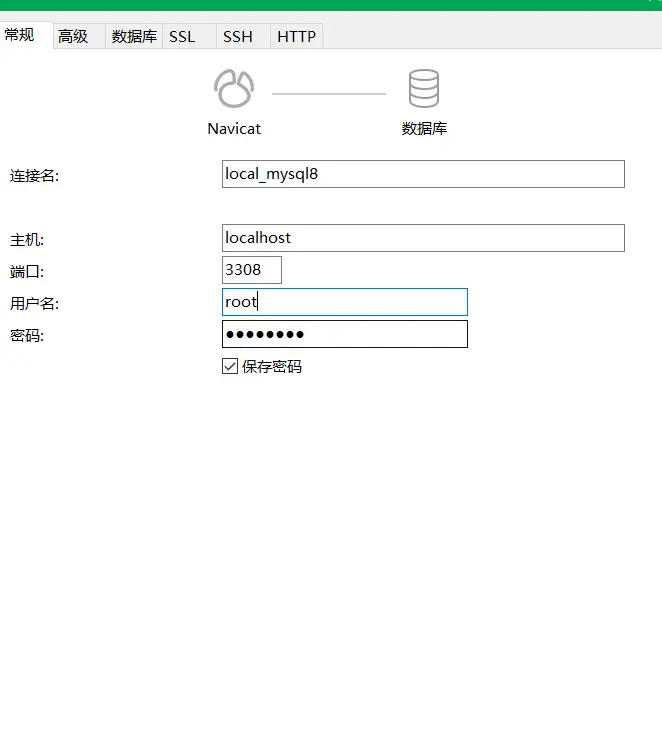 常规 高级 数据库 SSL SSH HTTP
Navicat 数据库
连接名: local_mysql8
主机: localhost
端口: 3308
用户名: root
密码: ●●●●●●●●
保存密码